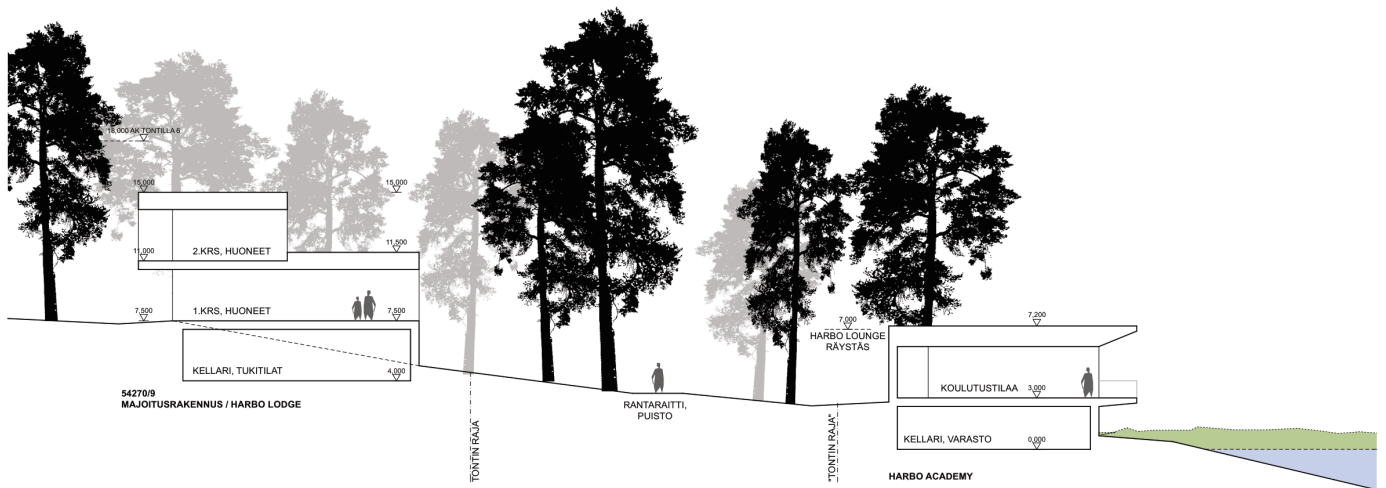 18,000 AK TONTILLA 6
15,000
15,000
11,000
2.KRS, HUONEET
11,500
7,500
1.KRS, HUONEET
7,500
KELLARI, TUKITILAT
4,000
54270/9
MAJOITUSRAKENNUS / HARBO LODGE
TONTIN RAJA
RANTARAITTI,
PUISTO
7,000
HARBO LOUNGE
RÄYSTÄS
"TONTIN RAJA"
7,200
KOULUTUSTILAA
3,000
KELLARI, VARASTO
0,000
HARBO ACADEMY